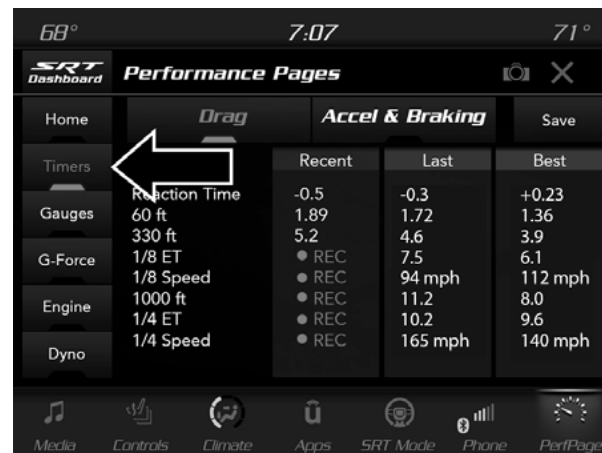 68° 7:07 71°
SRT Dashboard Performance Pages
Home Drag Accel & Braking Save
Timers Recent Last Best
Reaction Time -0.5 -0.3 +0.23
Gauges 60 ft 1.89 1.72 1.36
330 ft 5.2 4.6 3.9
G-Force 1/8 ET REC 7.5 6.1
1/8 Speed REC 94 mph 112 mph
Engine 1000 ft REC 11.2 8.0
1/4 ET REC 10.2 9.6
Dyno 1/4 Speed REC 165 mph 140 mph
Media Controls Climate Apps SRT Mode Phone PerfPage